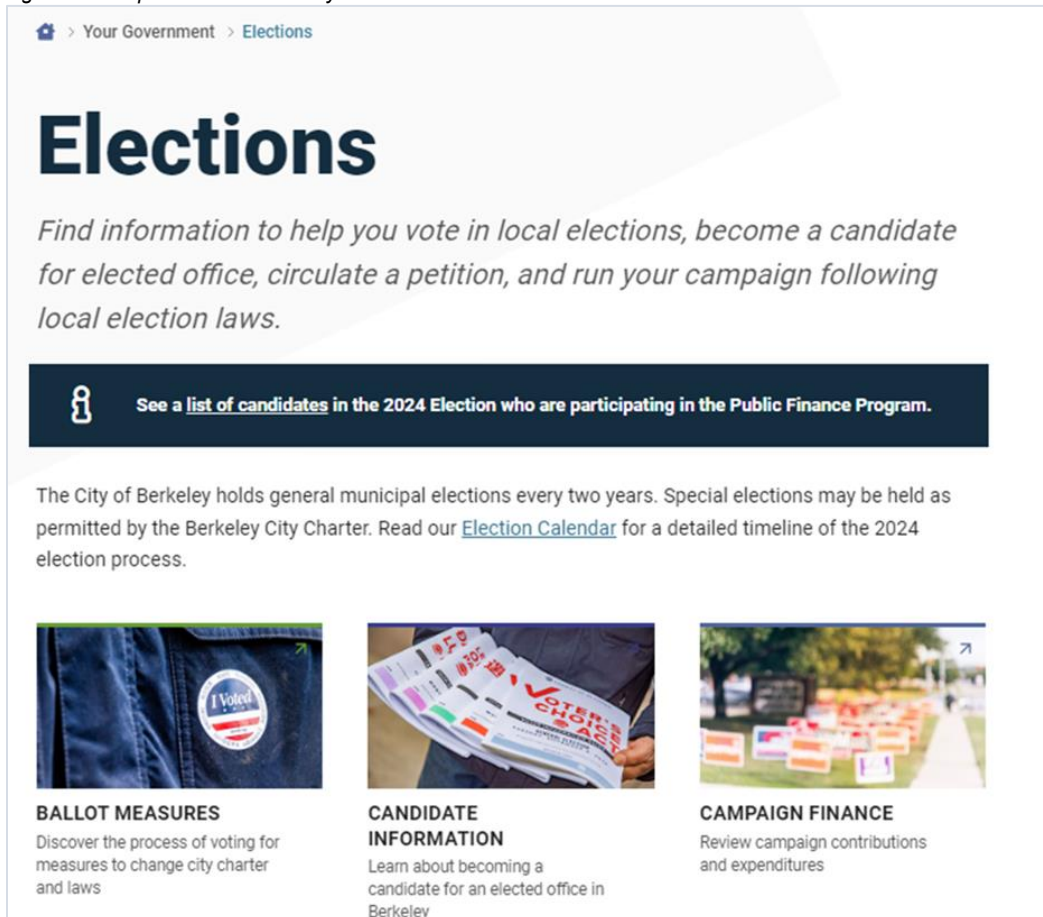 > Your Government > Elections
Elections
Find information to help you vote in local elections, become a candidate
for elected office, circulate a petition, and run your campaign following
local election laws.
See a list of candidates in the 2024 Election who are participating in the Public Finance Program.
The City of Berkeley holds general municipal elections every two years. Special elections may be held as
permitted by the Berkeley City Charter. Read our Election Calendar for a detailed timeline of the 2024
election process.
I Voted
VOTER'S
CHOICE
ACT
BALLOT MEASURES
Discover the process of voting for
measures to change city charter
and laws
CANDIDATE
INFORMATION
Learn about becoming a
candidate for an elected office in
Berkeley
CAMPAIGN FINANCE
Review campaign contributions
and expenditures